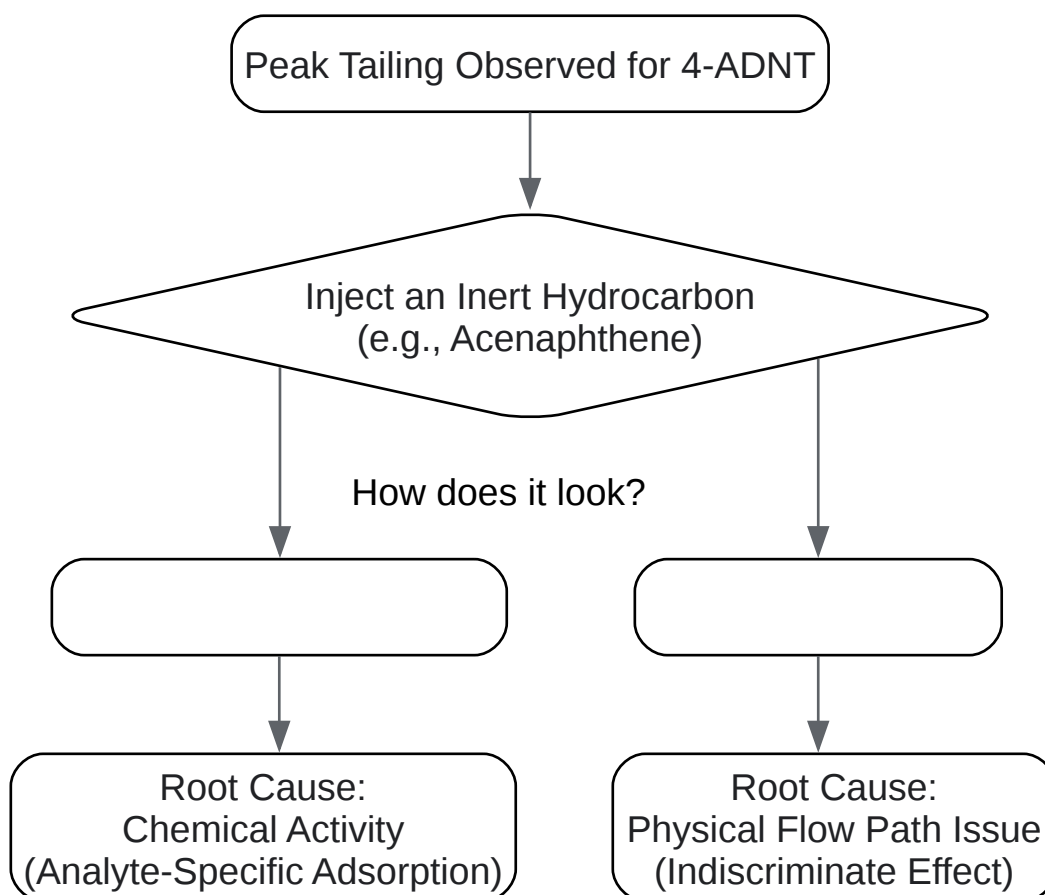 Peak Tailing Observed for 4-ADNT
Inject an Inert Hydrocarbon
(e.g., Acenaphthene)
How does it look?
Root Cause:
Chemical Activity
(Analyte-Specific Adsorption)
Root Cause:
Physical Flow Path Issue
(Indiscriminate Effect)